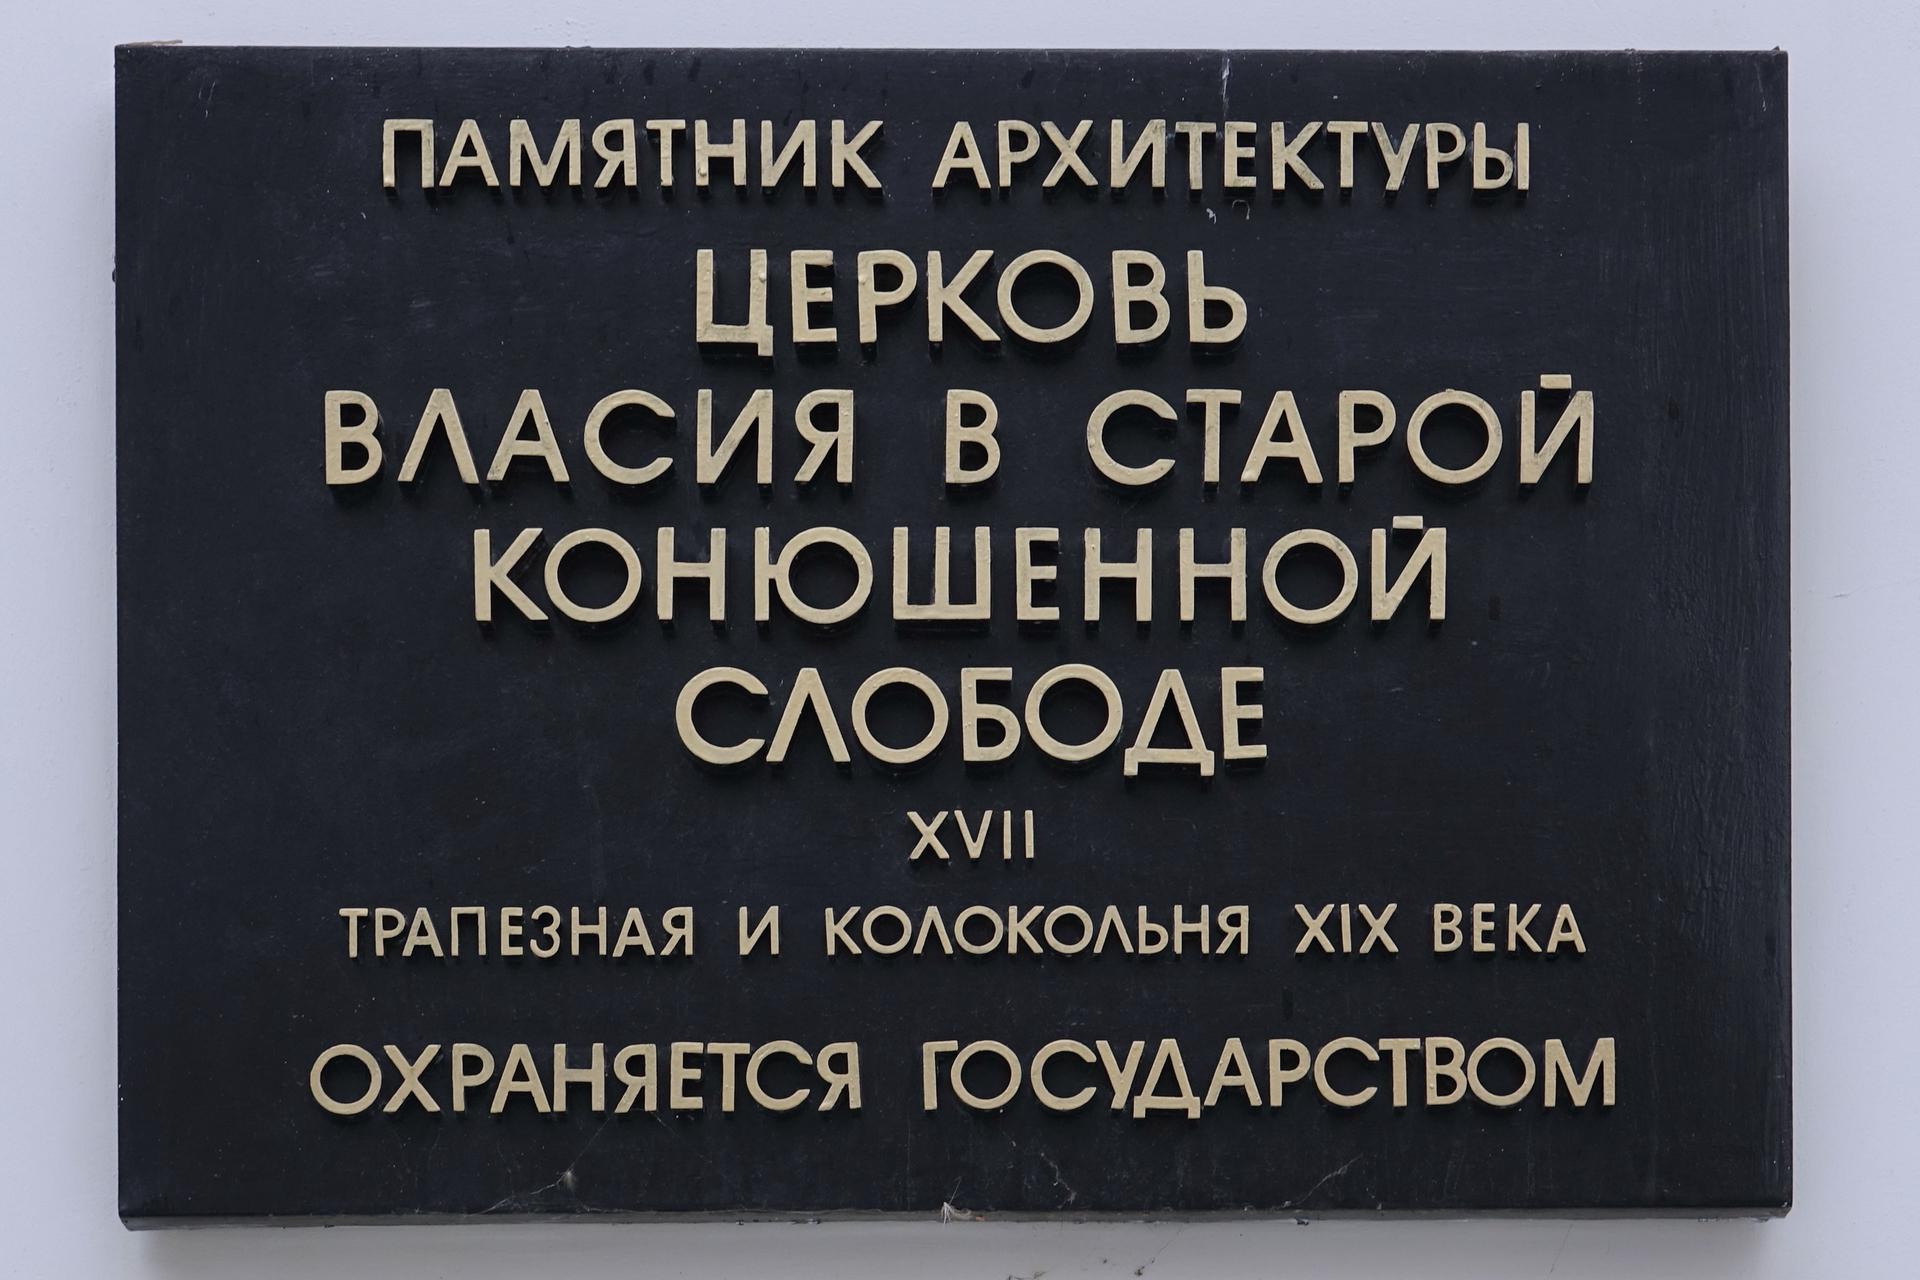 ПАМЯТНИК АРХИТЕКТУРЫ
ЦЕРКОВЬ
ВЛАСИЯ В СТАРОЙ
КОНЮШЕННОЙ
СЛОБОДЕ
XVII
ТРАПЕЗНАЯ И КОЛОКОЛЬНЯ XIX ВЕКА
ОХРАНЯЕТСЯ ГОСУДАРСТВОМ